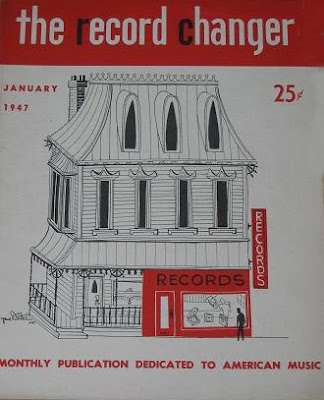 the record changer
JANUARY
1947
25¢
RECORDS
RECORDS
MONTHLY PUBLICATION DEDICATED TO AMERICAN MUSIC